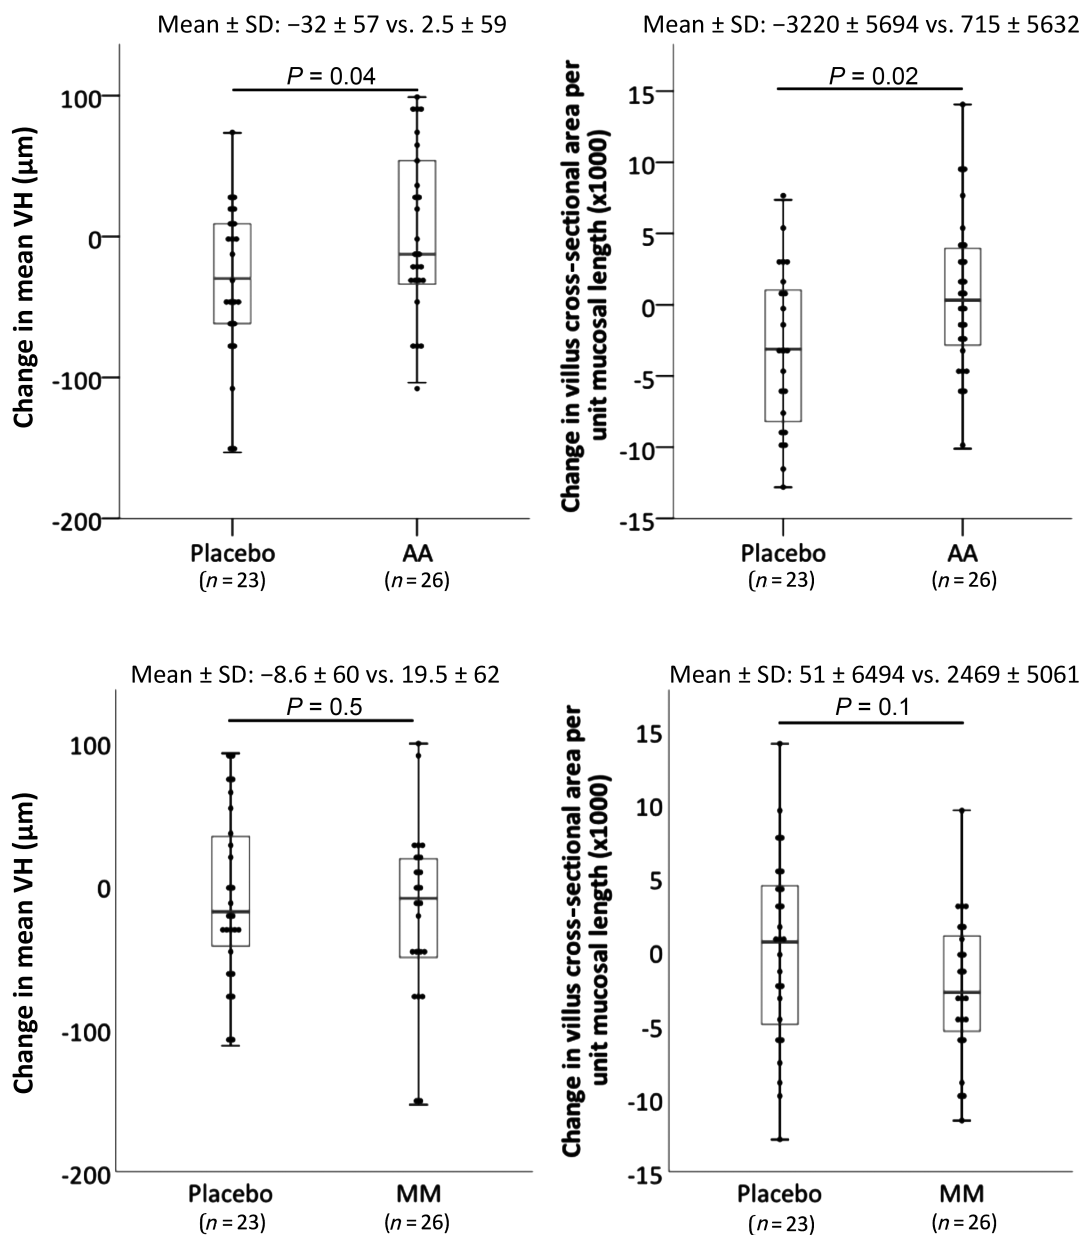 Mean ± SD: −32 ± 57 vs. 2.5 ± 59
P = 0.04
Change in mean VH (μm)
100
0
-100
-200
Placebo
AA
(n = 23)
(n = 26)
Mean ± SD: −3220 ± 5694 vs. 715 ± 5632
P = 0.02
Change in villus cross-sectional area per
unit mucosal length (x1000)
15
10
5
0
-5
-10
-15
Placebo
AA
(n = 23)
(n = 26)
Mean ± SD: −8.6 ± 60 vs. 19.5 ± 62
P = 0.5
Change in mean VH (μm)
100
0
-100
-200
Placebo
MM
(n = 23)
(n = 26)
Mean ± SD: 51 ± 6494 vs. 2469 ± 5061
P = 0.1
Change in villus cross-sectional area per
unit mucosal length (x1000)
15
10
5
0
-5
-10
-15
Placebo
MM
(n = 23)
(n = 26)